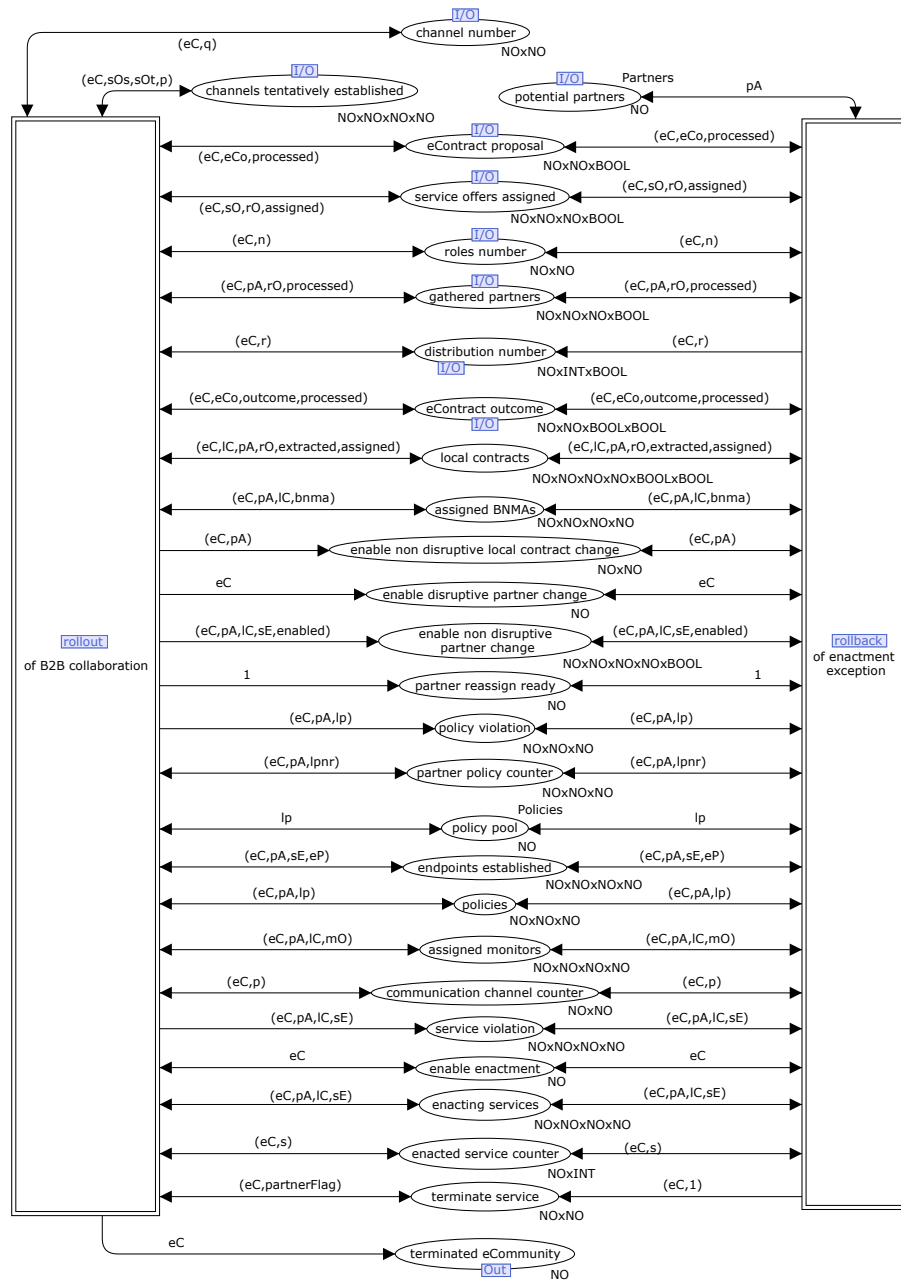 I/O
channel number
(eC,q)
NOxNO
I/O
(eC,sOs,sOt,p)
channels tentatively established
NOxNOxNOxNO
I/O
Partners
potential partners
pA
NO
I/O
eContract proposal
(eC,eCo,processed)
(eC,eCo,processed)
NOxNOxBOOL
I/O
service offers assigned
(eC,sO,rO,assigned)
(eC,sO,rO,assigned)
NOxNOxNOxBOOL
I/O
(eC,n)
roles number
(eC,n)
NOxNO
I/O
(eC,pA,rO,processed)
gathered partners
(eC,pA,rO,processed)
NOxNOxNOxBOOL
(eC,r)
distribution number
(eC,r)
I/O
NOxINTxBOOL
(eC,eCo,outcome,processed)
eContract outcome
(eC,eCo,outcome,processed)
I/O
NOxNOxBOOLxBOOL
(eC,lC,pA,rO,extracted,assigned)
local contracts
(eC,lC,pA,rO,extracted,assigned)
NOxNOxNOxNOxBOOLxBOOL
(eC,pA,lC,bnma)
assigned BNMAs
(eC,pA,lC,bnma)
NOxNOxNOxNO
(eC,pA)
enable non disruptive local contract change
(eC,pA)
NOxNO
eC
enable disruptive partner change
eC
NO
rollout
of B2B collaboration
(eC,pA,lC,sE,enabled)
enable non disruptive
partner change
(eC,pA,lC,sE,enabled)
NOxNOxNOxNOxBOOL
rollback
of enactment
exception
1
partner reassign ready
1
NO
(eC,pA,lp)
policy violation
(eC,pA,lp)
NOxNOxNO
(eC,pA,lpnr)
partner policy counter
(eC,pA,lpnr)
NOxNOxNO
Policies
lp
policy pool
lp
NO
(eC,pA,sE,eP)
endpoints established
(eC,pA,sE,eP)
NOxNOxNOxNO
(eC,pA,lp)
policies
(eC,pA,lp)
NOxNOxNO
(eC,pA,lC,mO)
assigned monitors
(eC,pA,lC,mO)
NOxNOxNOxNO
(eC,p)
communication channel counter
(eC,p)
NOxNO
(eC,pA,lC,sE)
service violation
(eC,pA,lC,sE)
NOxNOxNOxNO
eC
enable enactment
eC
NO
(eC,pA,lC,sE)
enacting services
(eC,pA,lC,sE)
NOxNOxNOxNO
(eC,s)
enacted service counter
(eC,s)
NOxINT
(eC,partnerFlag)
terminate service
(eC,1)
NOxNO
eC
terminated eCommunity
Out
NO